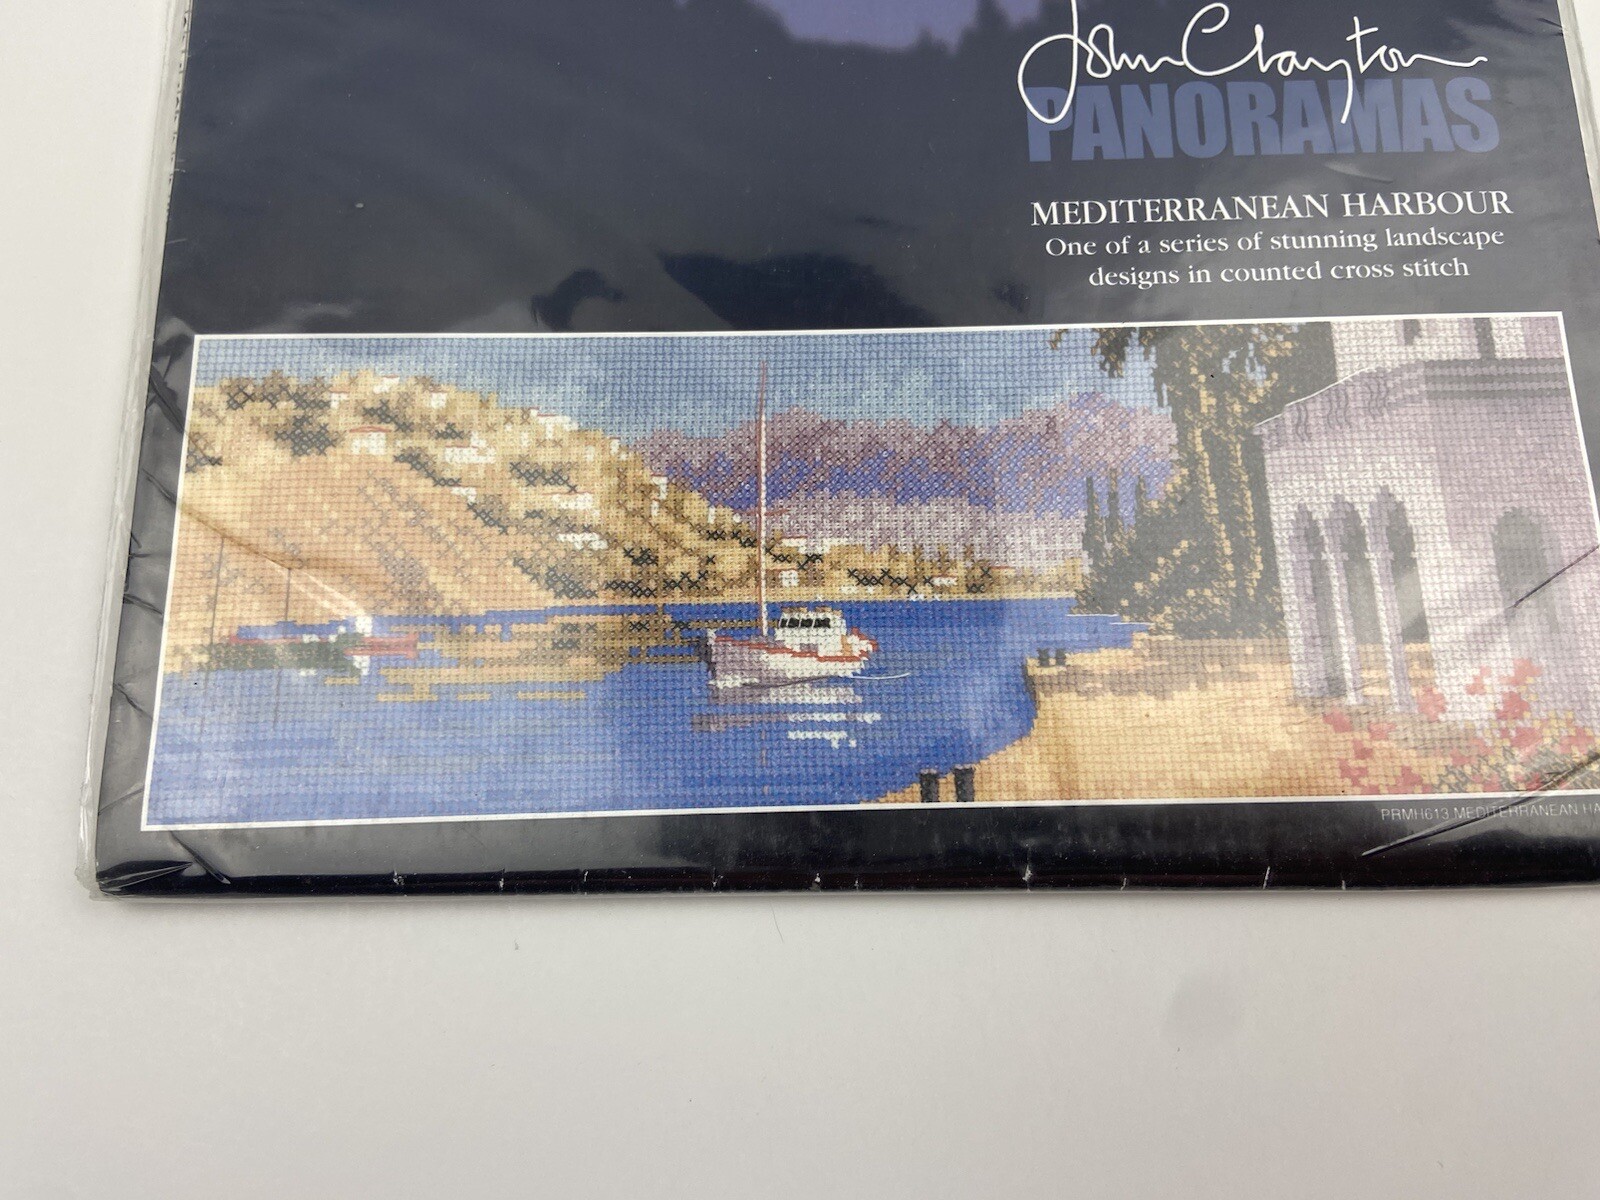 John Clayton
PANORAMAS
MEDITERRANEAN HARBOUR
One of a series of stunning landscape
designs in counted cross stitch
PRMH613 MEDITERRANEAN HA